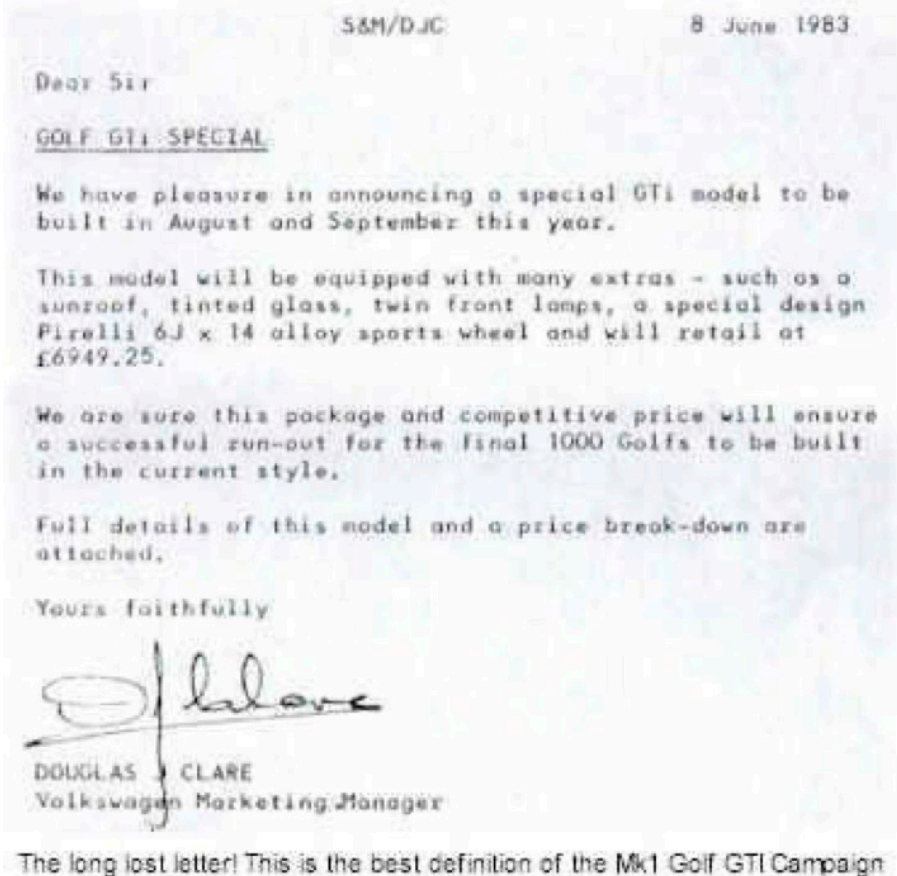 S&M/DJC 8 June 1983
Dear Sir
GOLF GTi SPECIAL
We have pleasure in announcing a special GTi model to be
built in August and September this year.
This model will be equipped with many extras - such as a
sunroof, tinted glass, twin front lamps, a special design
Pirelli 6J x 14 alloy sports wheel and will retail at
£6949.25.
We are sure this package and competitive price will ensure
a successful run-out for the final 1000 Golfs to be built
in the current style.
Full details of this model and a price break-down are
attached.
Yours faithfully
DOUGLAS J CLARE
Volkswagen Marketing Manager
The long lost letter! This is the best definition of the Mk1 Golf GTI Campaign